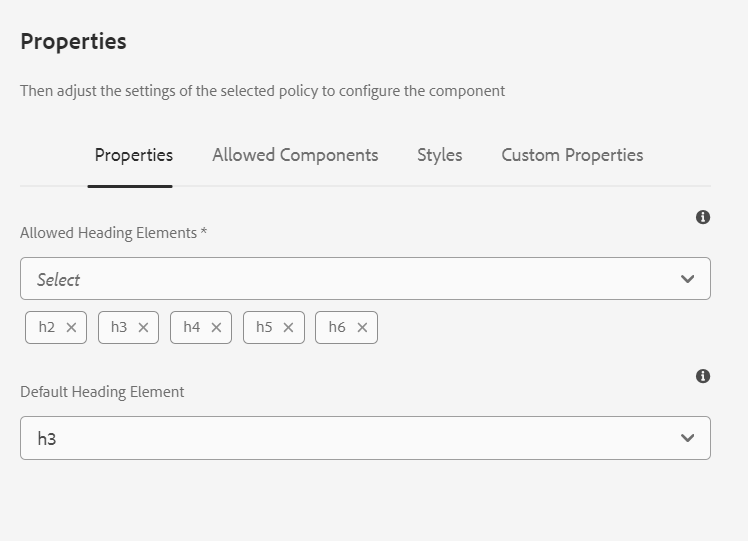 Properties
Then adjust the settings of the selected policy to configure the component
Properties Allowed Components Styles Custom Properties
Allowed Heading Elements *
Select
h2 h3 h4 h5 h6
Default Heading Element
h3